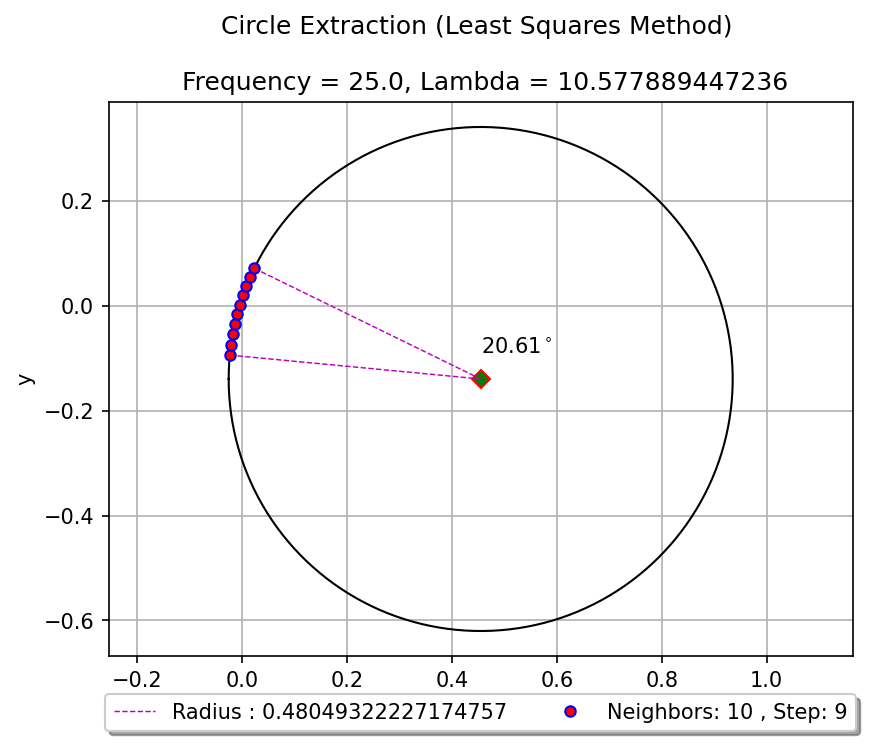 Circle Extraction (Least Squares Method)
Frequency = 25.0, Lambda = 10.577889447236
0.2
0.0
−0.2
−0.4
−0.6
y
20.61°
−0.2 0.0 0.2 0.4 0.6 0.8 1.0
Radius : 0.48049322227174757 Neighbors: 10 , Step: 9